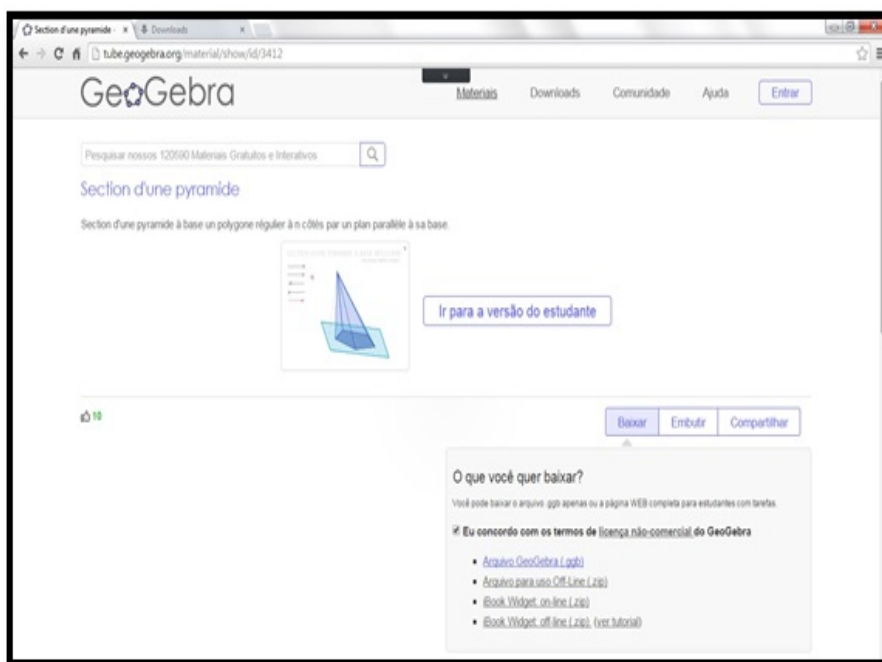 Section d'une pyramide
Downloads
tube.geogebra.org/material/show/id/3412
GeoGebra
Materiais
Downloads
Comunidade
Ajuda
Entrar
Pesquisar nossos 120590 Materiais Gratuitos e Interativos
Section d'une pyramide
Section d'une pyramide à base un polygone régulier à n côtés par un plan parallèle à sa base.
Ir para a versão do estudante
10
Baixar
Embutir
Compartilhar
O que você quer baixar?
Você pode baixar o arquivo .ggb apenas ou a página WEB completa para estudantes com tarefas.
Eu concordo com os termos de licença não-comercial do GeoGebra
Arquivo GeoGebra (.ggb)
Arquivo para uso Off-Line (.zip)
iBook Widget: on-line (.zip)
iBook Widget: off-line (.zip), (ver tutorial)